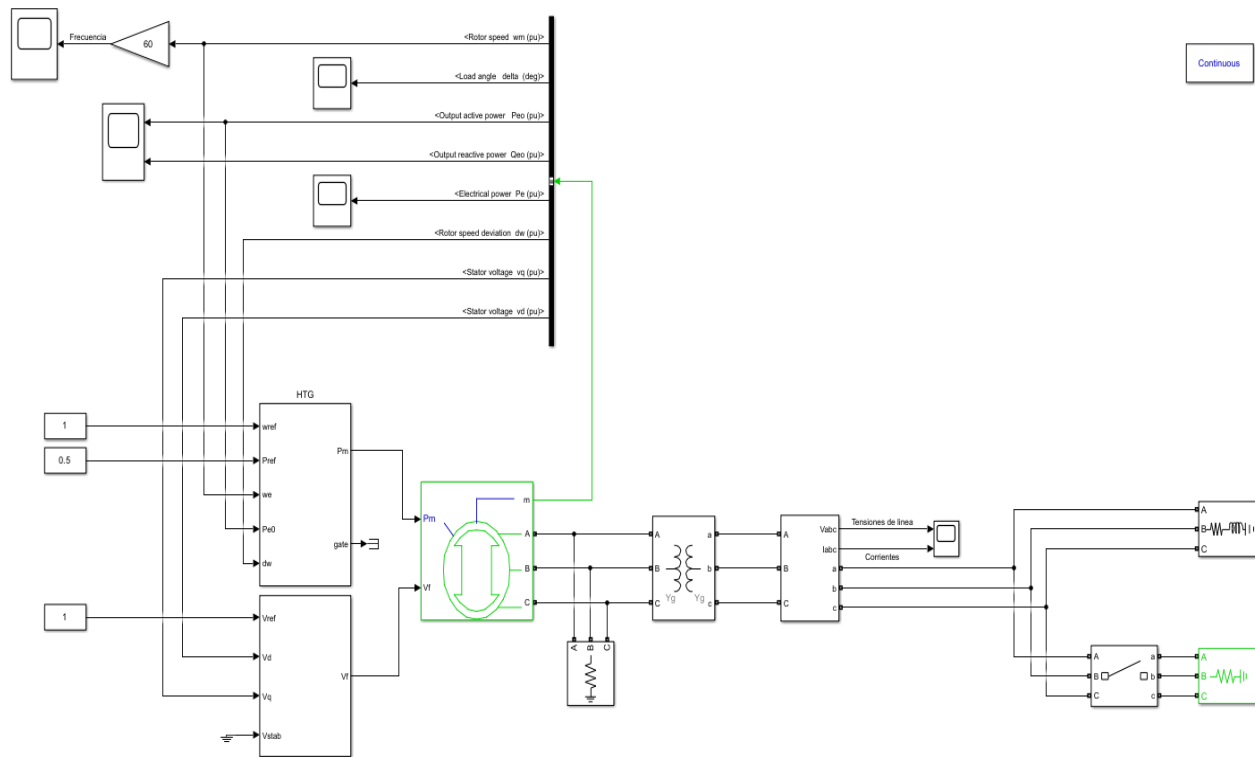 Frecuencia
60
<Rotor speed wm (pu)>
<Load angle delta (deg)>
<Output active power Peo (pu)>
<Output reactive power Qeo (pu)>
<Electrical power Pe (pu)>
<Rotor speed deviation dw (pu)>
<Stator voltage vq (pu)>
<Stator voltage vd (pu)>
Continuous
HTG
1
wref
0.5
Pref
we
Pe0
dw
Pm
gate
1
Vref
Vd
Vq
Vstab
Vf
Pm
Vf
m
A
B
C
A
B
C
A
B
C
Yg
Yg
a
b
c
A
B
C
Vabc
Iabc
a
b
c
Tensiones de linea
Corrientes
A
B
C
A
B
C
a
b
c
A
B
C